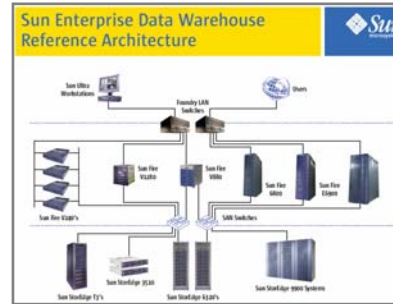 Sun Enterprise Data Warehouse
Reference Architecture
Sun
Sun Ultra
Workstations
Foundry LAN
Switches
Users
Sun Fire
V1280
Sun Fire
V880
Sun Fire
6800
Sun Fire
E6900
Sun Fire V240's
SAN Switches
Sun StorEdge T3's
Sun StorEdge 3510
Sun StorEdge 6320's
Sun StorEdge 9900 Systems